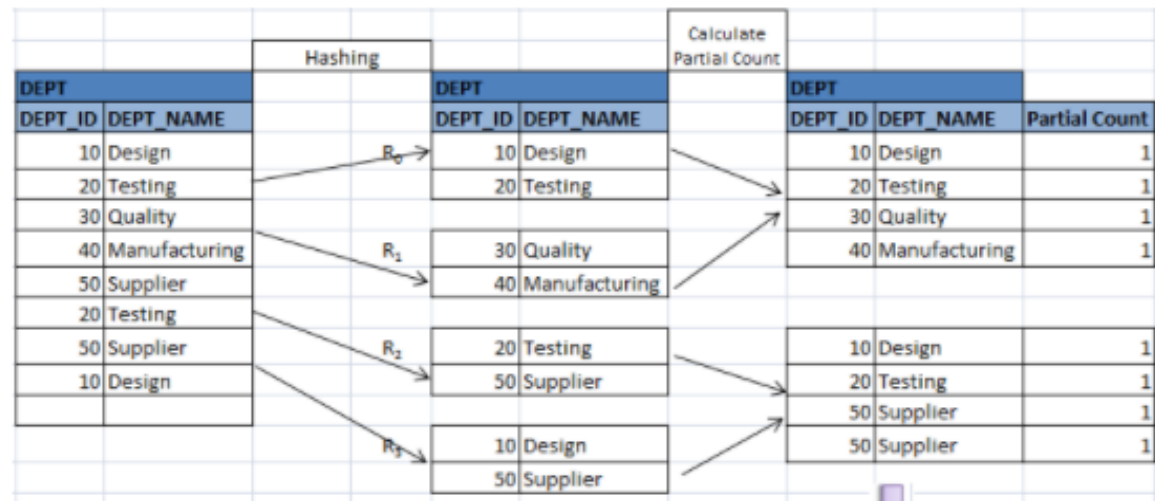 Calculate
Hashing Partial Count
DEPT DEPT DEPT
DEPT_ID DEPT_NAME DEPT_ID DEPT_NAME DEPT_ID DEPT_NAME Partial Count
10 Design R₀ 10 Design 10 Design 1
20 Testing 20 Testing 20 Testing 1
30 Quality 30 Quality 1
40 Manufacturing R₁ 30 Quality 40 Manufacturing 1
50 Supplier 40 Manufacturing
20 Testing
50 Supplier R₂ 20 Testing 10 Design 1
10 Design 50 Supplier 20 Testing 1
50 Supplier 1
R₃ 10 Design 50 Supplier 1
50 Supplier